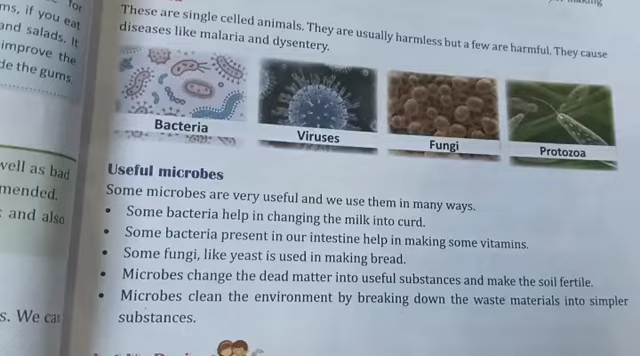 for
ms, if you eat
and salads. It
improve the
de the gums.
well as bad
mended.
and also
s. We can
These are single celled animals. They are usually harmless but a few are harmful. They cause
diseases like malaria and dysentery.
Bacteria
Viruses
Fungi
Protozoa
Useful microbes
Some microbes are very useful and we use them in many ways.
• Some bacteria help in changing the milk into curd.
• Some bacteria present in our intestine help in making some vitamins.
• Some fungi, like yeast is used in making bread.
• Microbes change the dead matter into useful substances and make the soil fertile.
• Microbes clean the environment by breaking down the waste materials into simpler
substances.